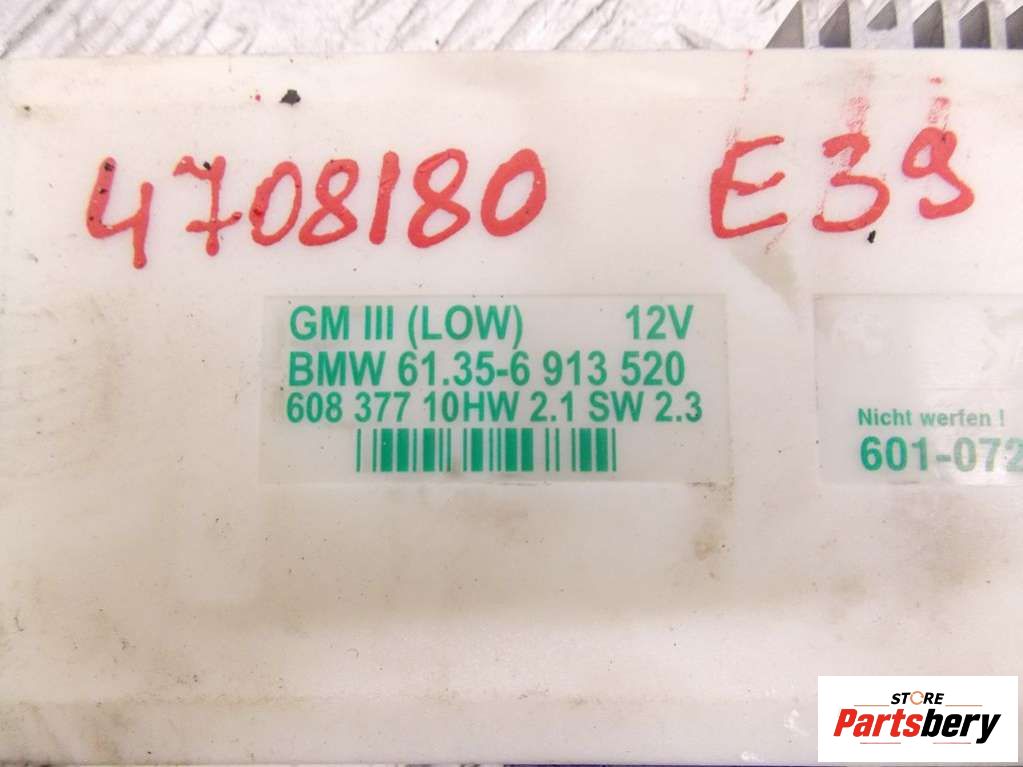 4708180 E39
GM III (LOW) 12V
BMW 61.35-6 913 520
608 377 10HW 2.1 SW 2.3
Nicht werfen !
601-072
STORE
Partsbery